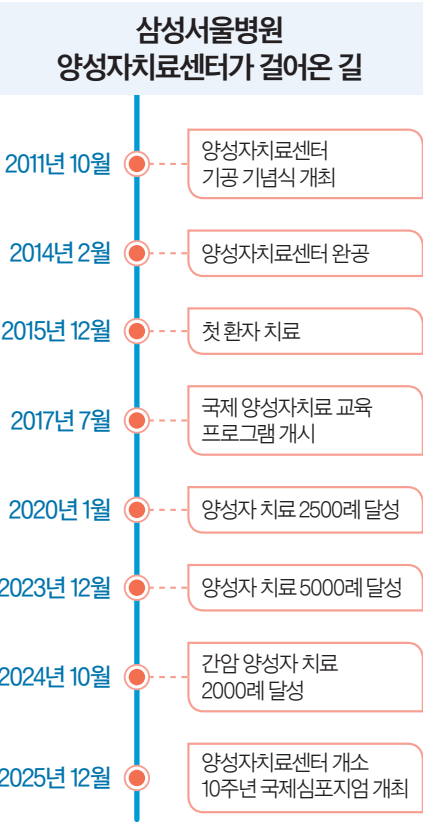 삼성서울병원
양성자치료센터가 걸어온 길
2011년 10월
양성자치료센터
기공 기념식 개최
2014년 2월
양성자치료센터 완공
2015년 12월
첫 환자 치료
2017년 7월
국제 양성자치료 교육
프로그램 개시
2020년 1월
양성자 치료 2500례 달성
2023년 12월
양성자 치료 5000례 달성
2024년 10월
간암 양성자 치료
2000례 달성
2025년 12월
양성자치료센터 개소
10주년 국제심포지엄 개최